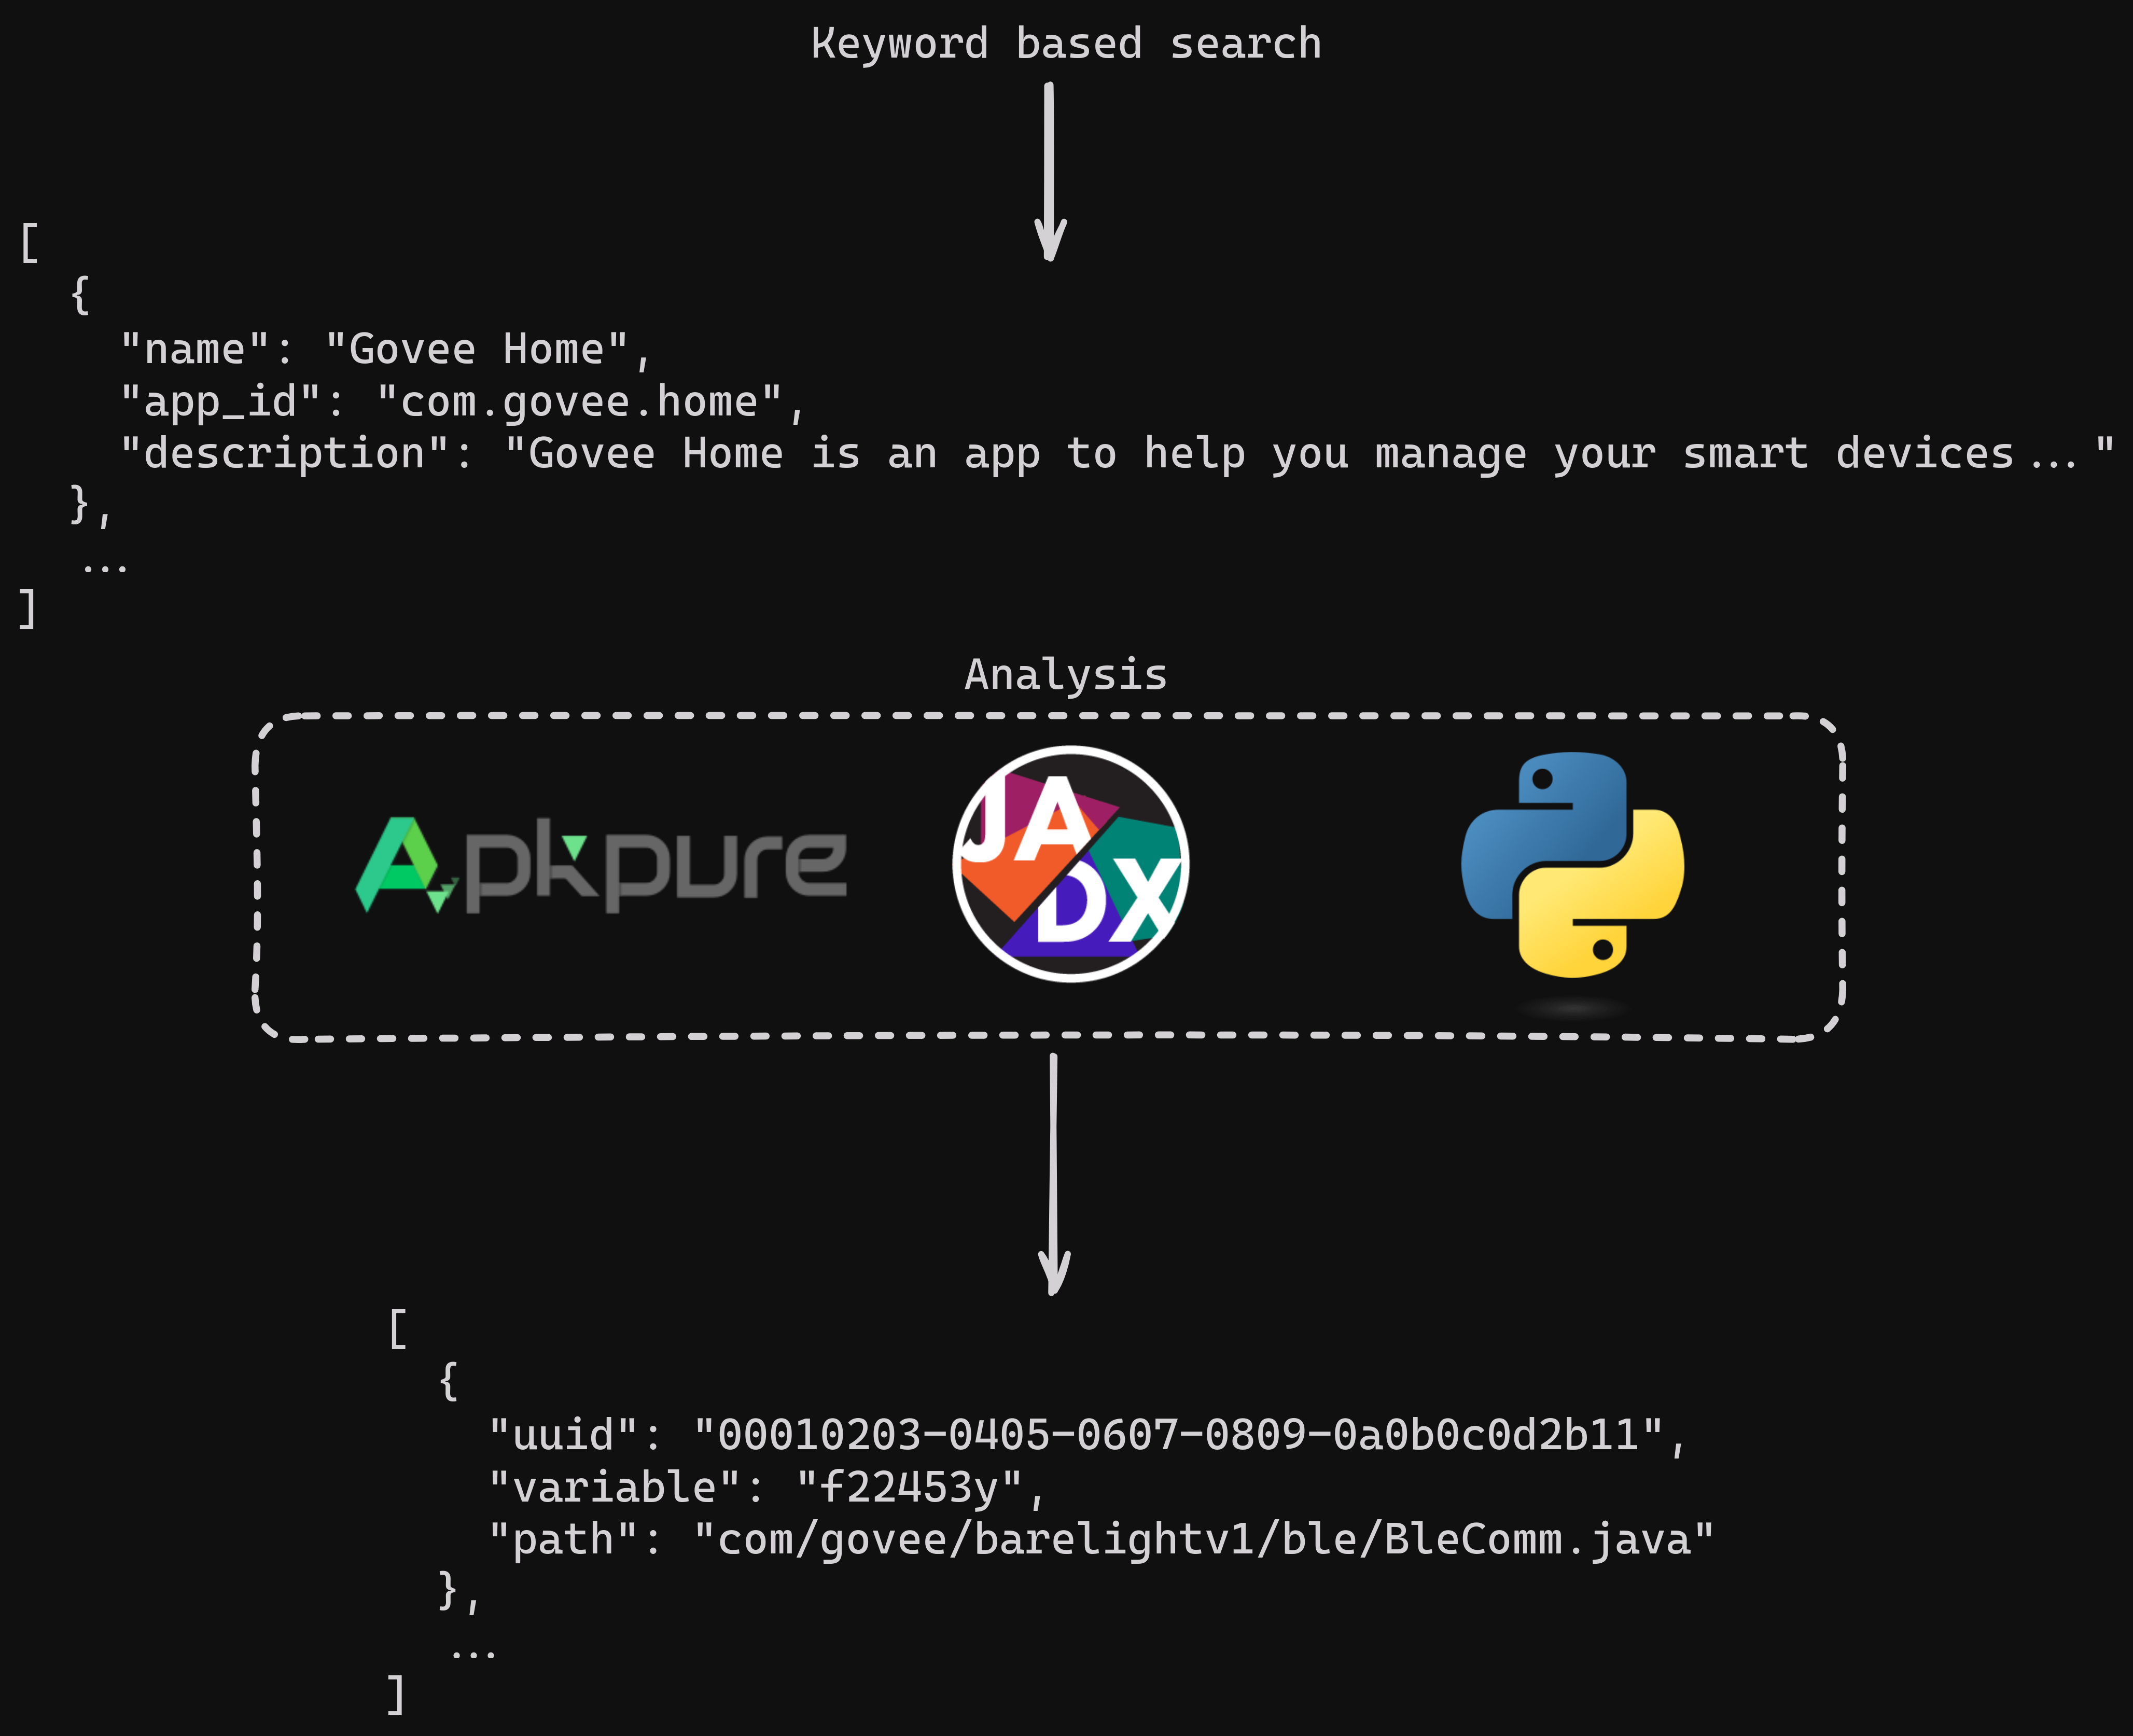 Keyword based search
[
{
"name": "Govee Home",
"app_id": "com.govee.home",
"description": "Govee Home is an app to help you manage your smart devices..."
},
...
]
Analysis
Apkpure
JADX
[
{
"uuid": "00010203-0405-0607-0809-0a0b0c0d2b11",
"variable": "f22453y",
"path": "com/govee/barelightv1/ble/BleComm.java"
},
...
]